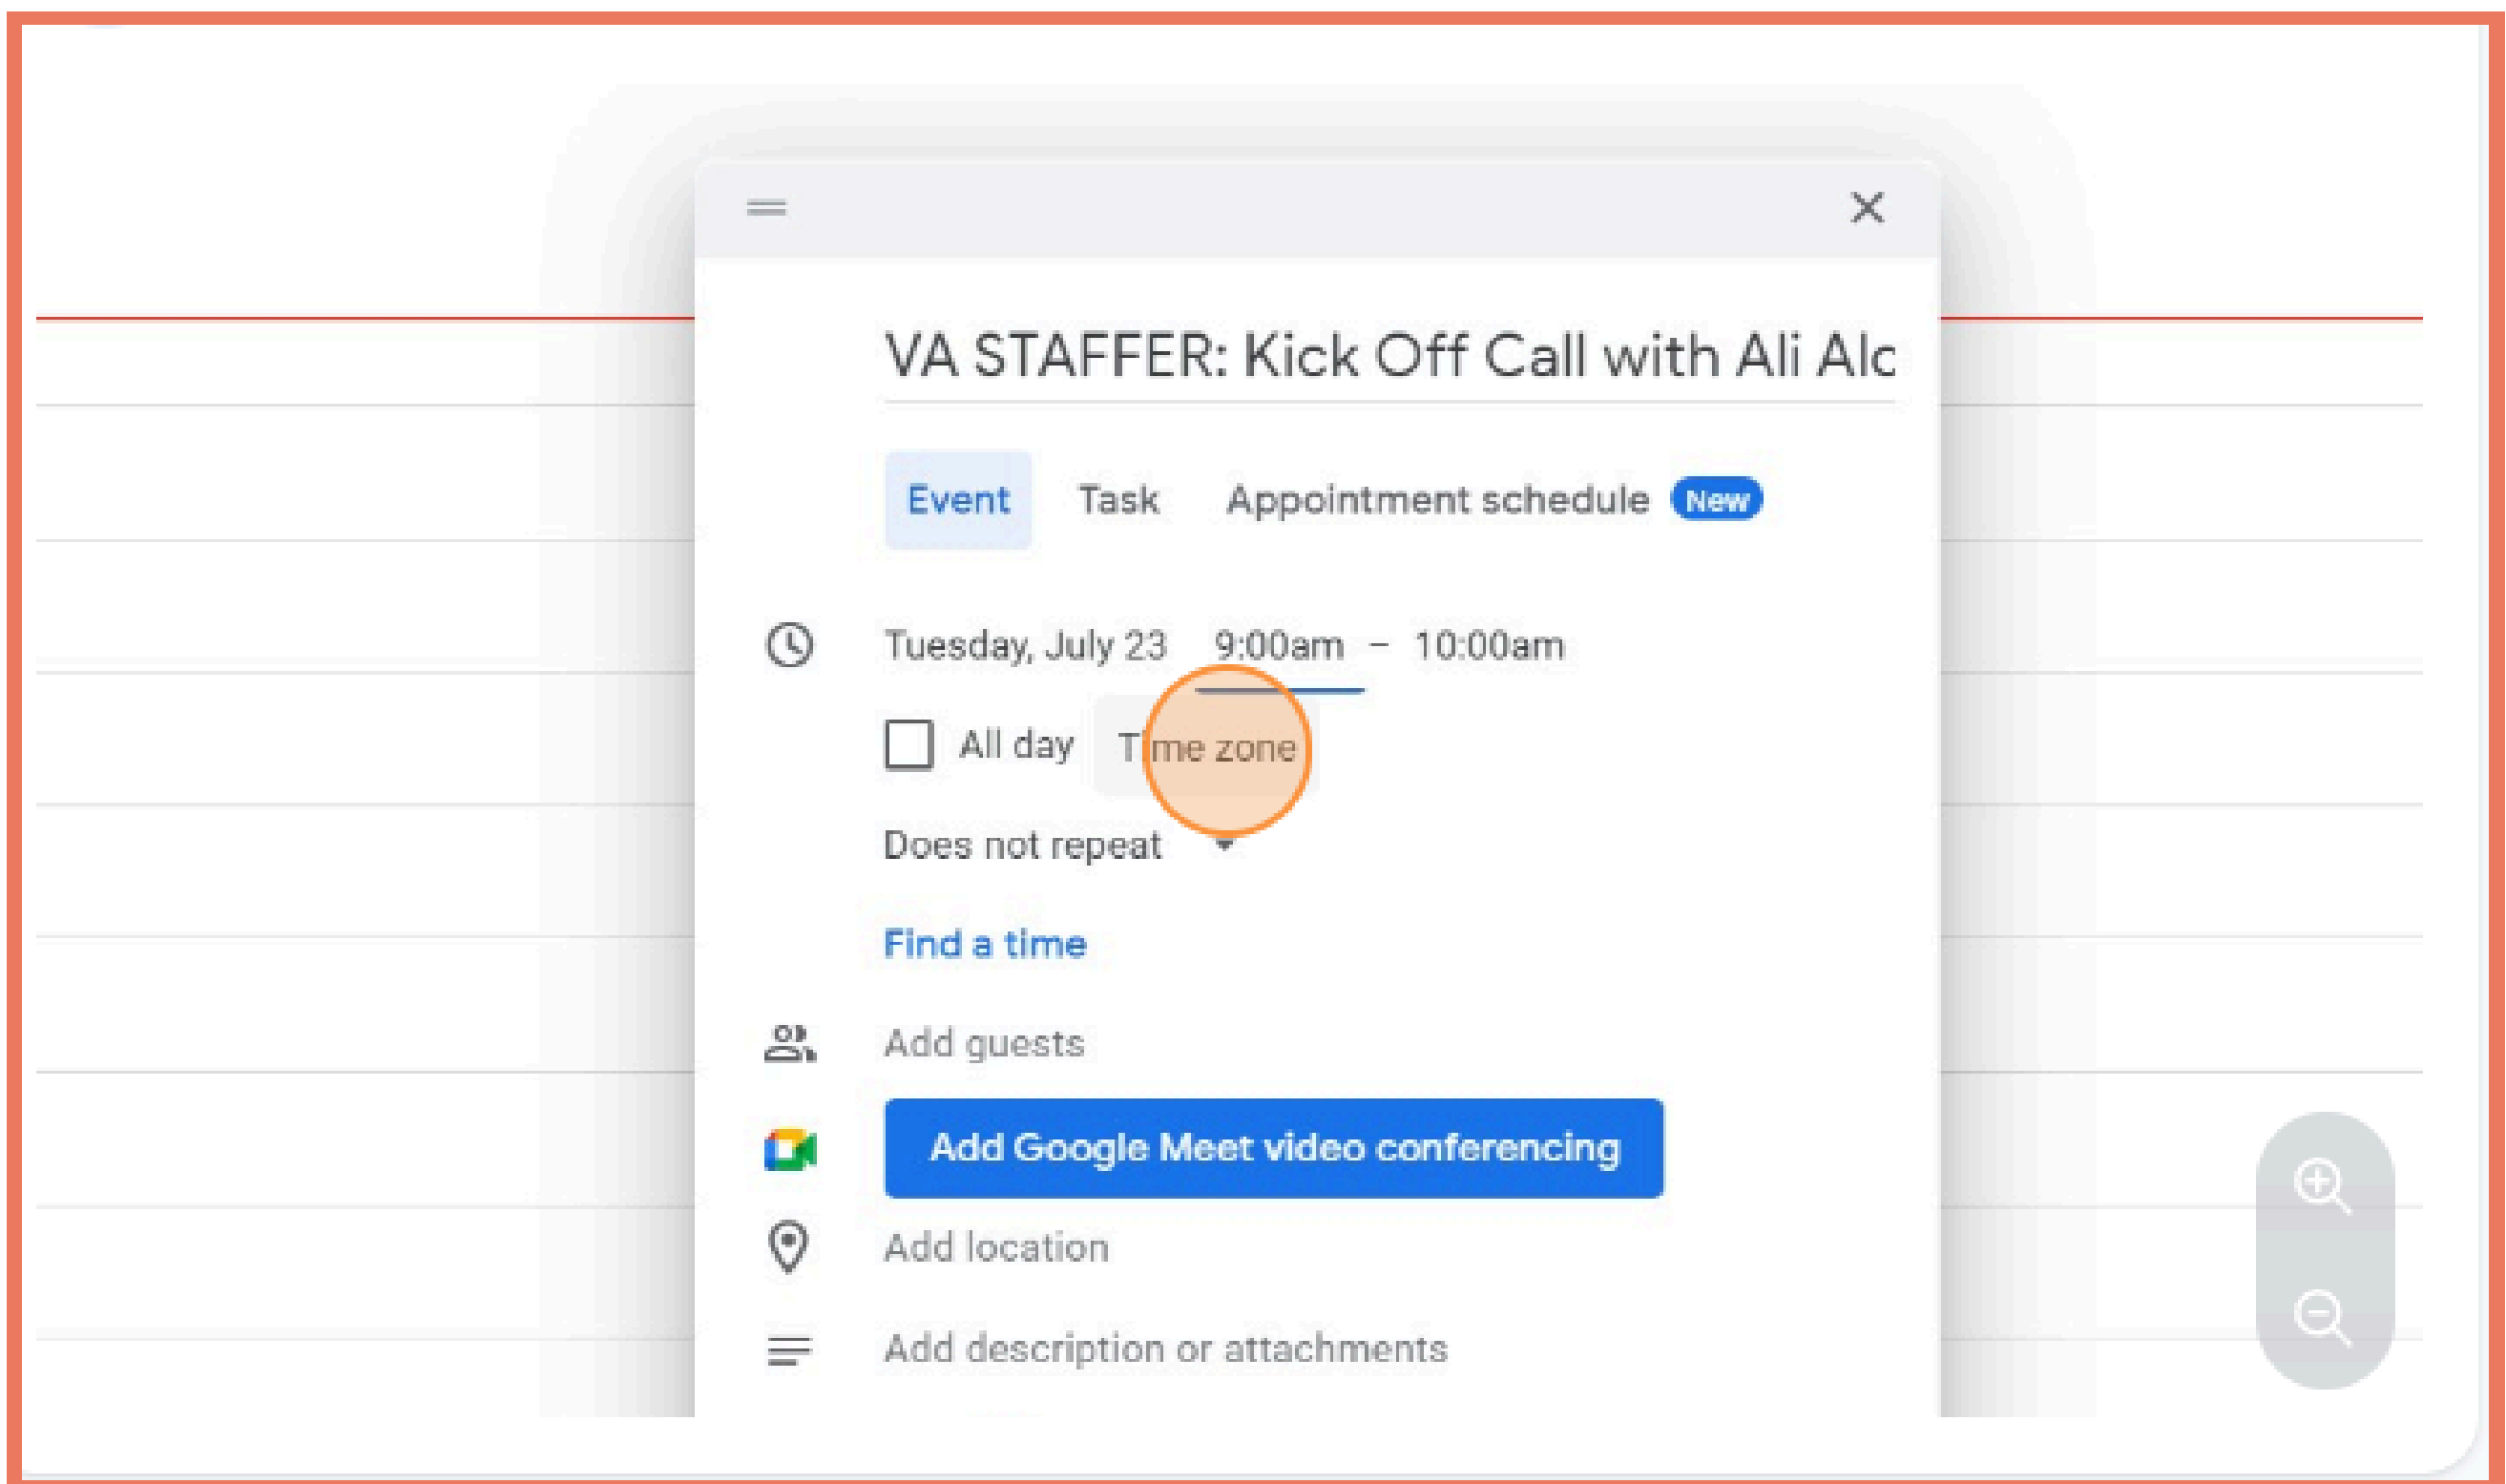 VA STAFFER: Kick Off Call with Ali
Event Task Appointment schedule New
Tuesday, July 23 9:00am – 10:00am
All day Time zone
Does not repeat
Find a time
Add guests
Add Google Meet video conferencing
Add location
Add description or attachments